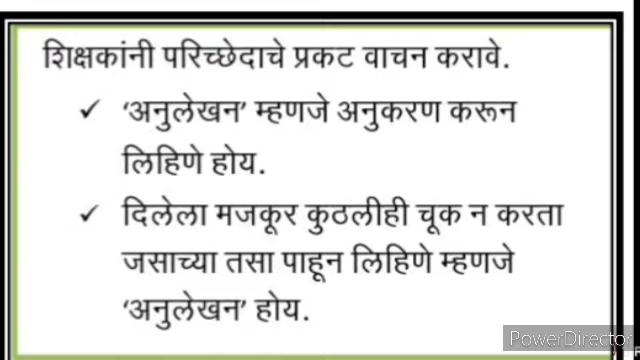 शिक्षकांनी परिच्छेदाचे प्रकट वाचन करावे.
✓ ‘अनुलेखन’ म्हणजे अनुकरण करून
लिहिणे होय.
✓ दिलेला मजकूर कुठलीही चूक न करता
जसाच्या तसा पाहून लिहिणे म्हणजे
‘अनुलेखन’ होय.
PowerDirector